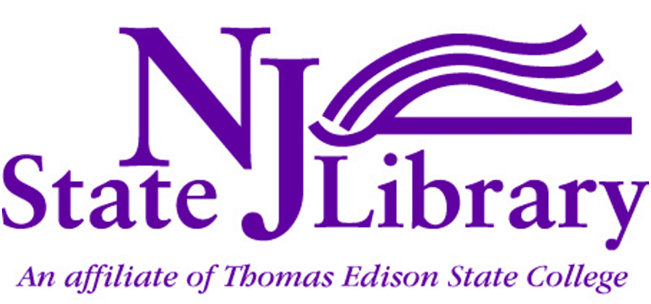 NJ
State Library
An affiliate of Thomas Edison State College